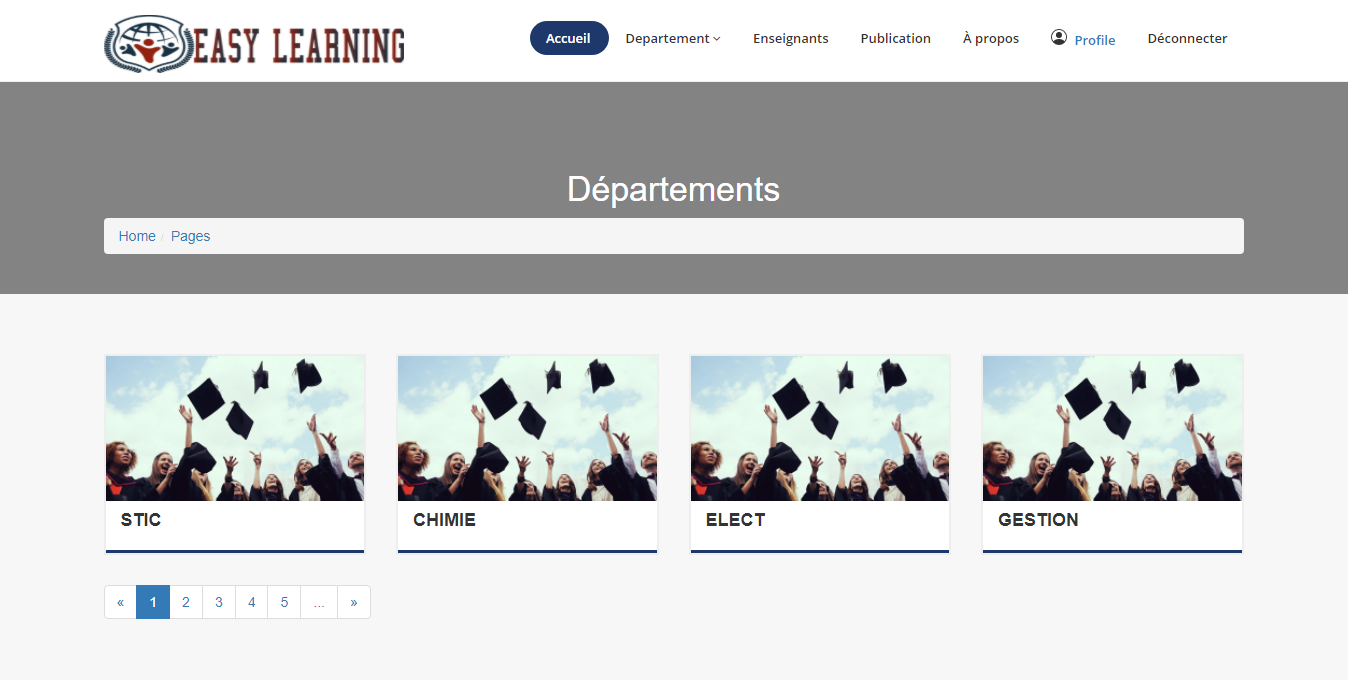 EASY LEARNING
Accueil Departement Enseignants Publication À propos Profile Déconnecter
Départements
Home / Pages
STIC CHIMIE ELECT GESTION
« 1 2 3 4 5 ... »